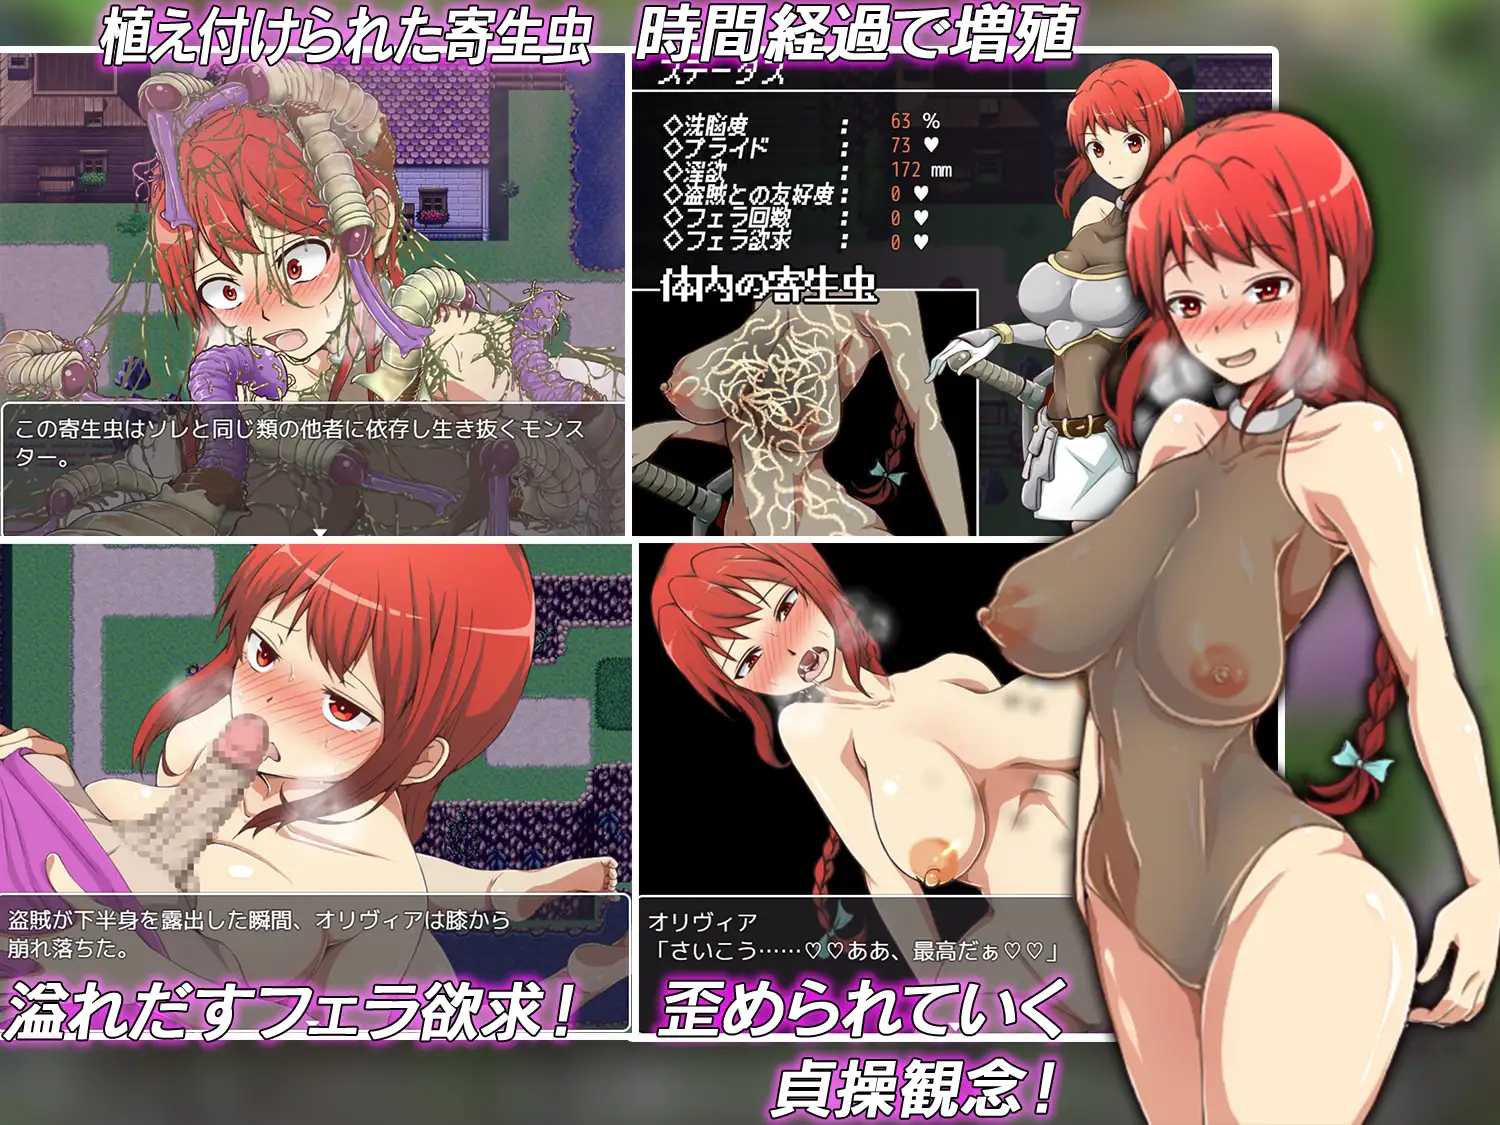 植え付けられた寄生虫
時間経過で増殖
ステータス
◇洗脳度 : 63 %
◇プライド : 73 ♥
◇淫欲 : 172 mm
◇盗賊との友好度 : 0 ♥
◇フェラ回数 : 0 ♥
◇フェラ欲求 : 0 ♥
体内の寄生虫
この寄生虫はソレと同じ類の他者に依存し生き抜くモンス
ター。
盗賊が下半身を露出した瞬間、オリヴィアは膝から
崩れ落ちた。
溢れだすフェラ欲求！
オリヴィア
「さいこう……♡♡ああ、最高だぁ♡♡」
歪められていく
貞操観念！